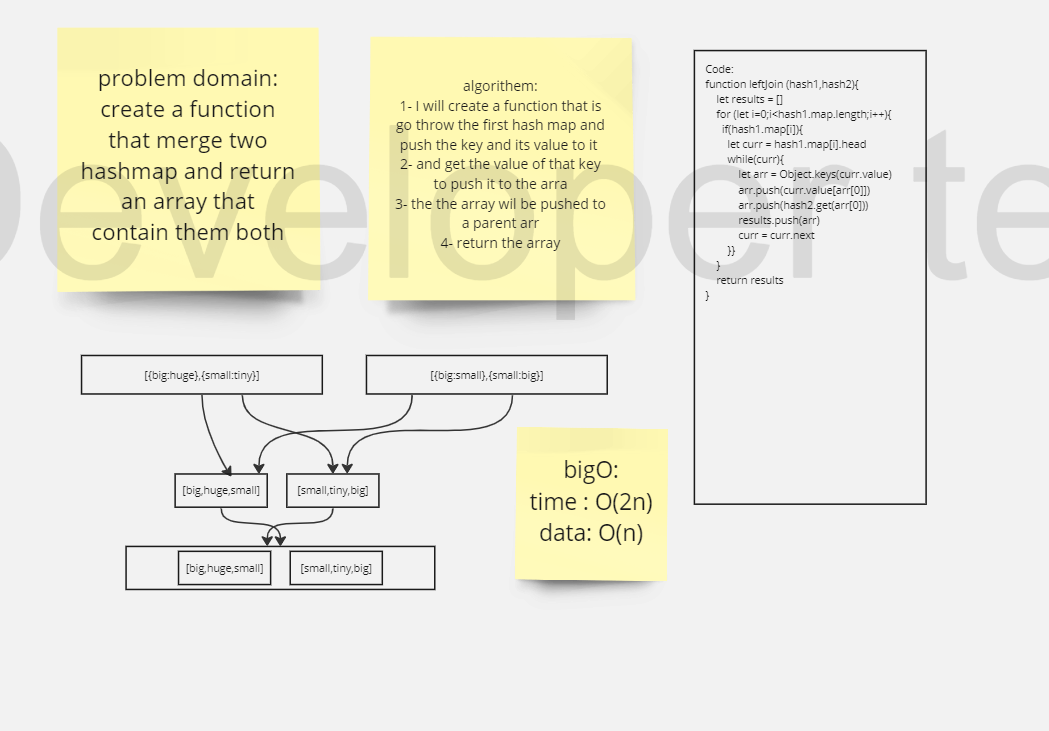 problem domain:
create a function
that merge two
hashmap and return
an array that
contain them both
algorithem:
1- I will create a function that is
go throw the first hash map and
push the key and its value to it
2- and get the value of that key
to push it to the arra
3- the the array wil be pushed to
a parent arr
4- return the array
Code:
function leftJoin (hash1,hash2){
let results = []
for (let i=0;i<hash1.map.length;i++){
if(hash1.map[i]){
let curr = hash1.map[i].head
while(curr){
let arr = Object.keys(curr.value)
arr.push(curr.value[arr[0]])
arr.push(hash2.get(arr[0]))
results.push(arr)
curr = curr.next
}}
}
return results
}
Developer te
[{big:huge},{small:tiny}]
[{big:small},{small:big}]
[big,huge,small]
[small,tiny,big]
[big,huge,small]
[small,tiny,big]
bigO:
time : O(2n)
data: O(n)